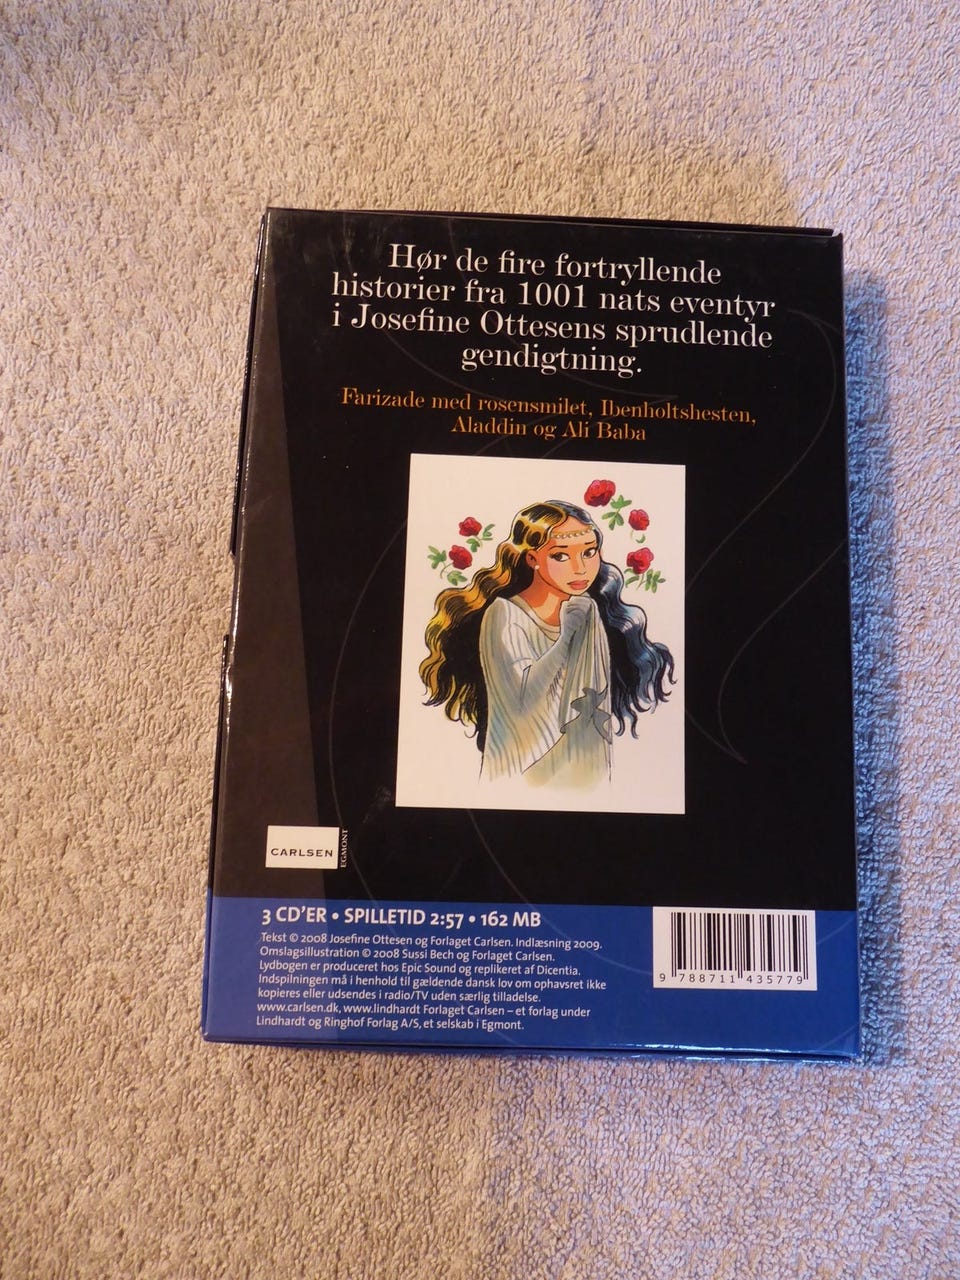 Hør de fire fortryllende
historier fra 1001 nats eventyr
i Josefine Ottesens sprudlende
gendigtning.
Farizade med rosensmilet, Ibenholtshesten,
Aladdin og Ali Baba
CARLSEN
EGMONT
3 CD'ER • SPILLETID 2:57 • 162 MB
Tekst © 2008 Josefine Ottesen og Forlaget Carlsen. Indlæsning 2009.
Omslagsillustration © 2008 Sussi Bech og Forlaget Carlsen.
Lydbogen er produceret hos Epic Sound og replikeret af Dicentia.
Indspilningen må i henhold til gældende dansk lov om ophavsret ikke
kopieres eller udsendes i radio/TV uden særlig tilladelse.
www.carlsen.dk, www.lindhardt Forlaget Carlsen – et forlag under
Lindhardt og Ringhof Forlag A/S, et selskab i Egmont.
9 788711 435779